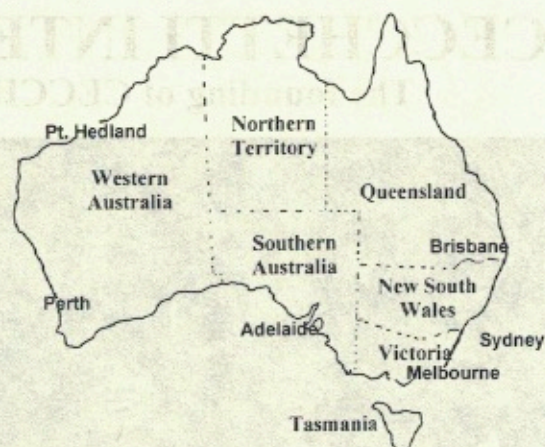 Pt. Hedland
Northern
Territory
Western
Australia
Queensland
Southern
Australia
Brisbane
New South
Wales
Perth
Adelaide
Sydney
Victoria
Melbourne
Tasmania